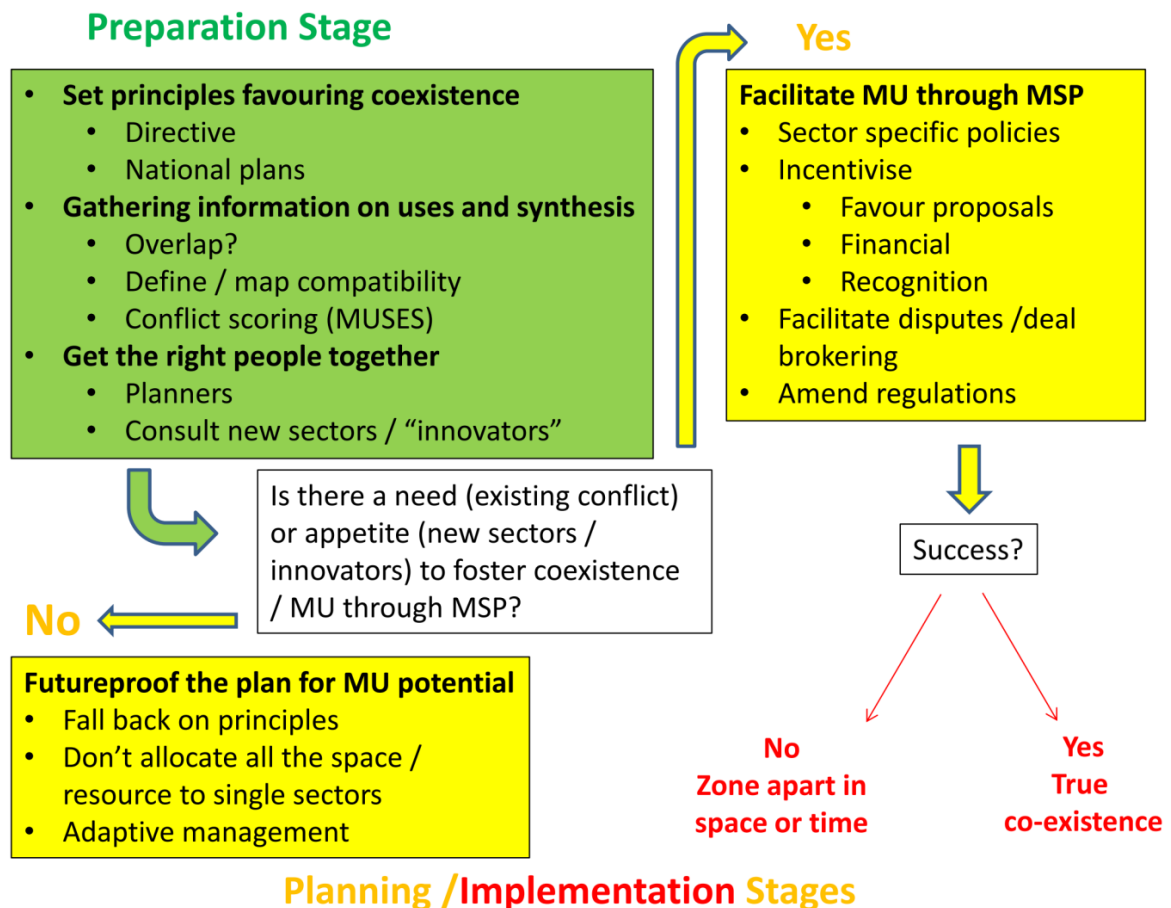 Preparation Stage
• Set principles favouring coexistence
• Directive
• National plans
• Gathering information on uses and synthesis
• Overlap?
• Define / map compatibility
• Conflict scoring (MUSES)
• Get the right people together
• Planners
• Consult new sectors / “innovators”
Is there a need (existing conflict)
or appetite (new sectors /
innovators) to foster coexistence
/ MU through MSP?
No
Futureproof the plan for MU potential
• Fall back on principles
• Don’t allocate all the space /
resource to single sectors
• Adaptive management
Yes
Facilitate MU through MSP
• Sector specific policies
• Incentivise
• Favour proposals
• Financial
• Recognition
• Facilitate disputes /deal
brokering
• Amend regulations
Success?
No
Zone apart in
space or time
Yes
True
co-existence
Planning /Implementation Stages